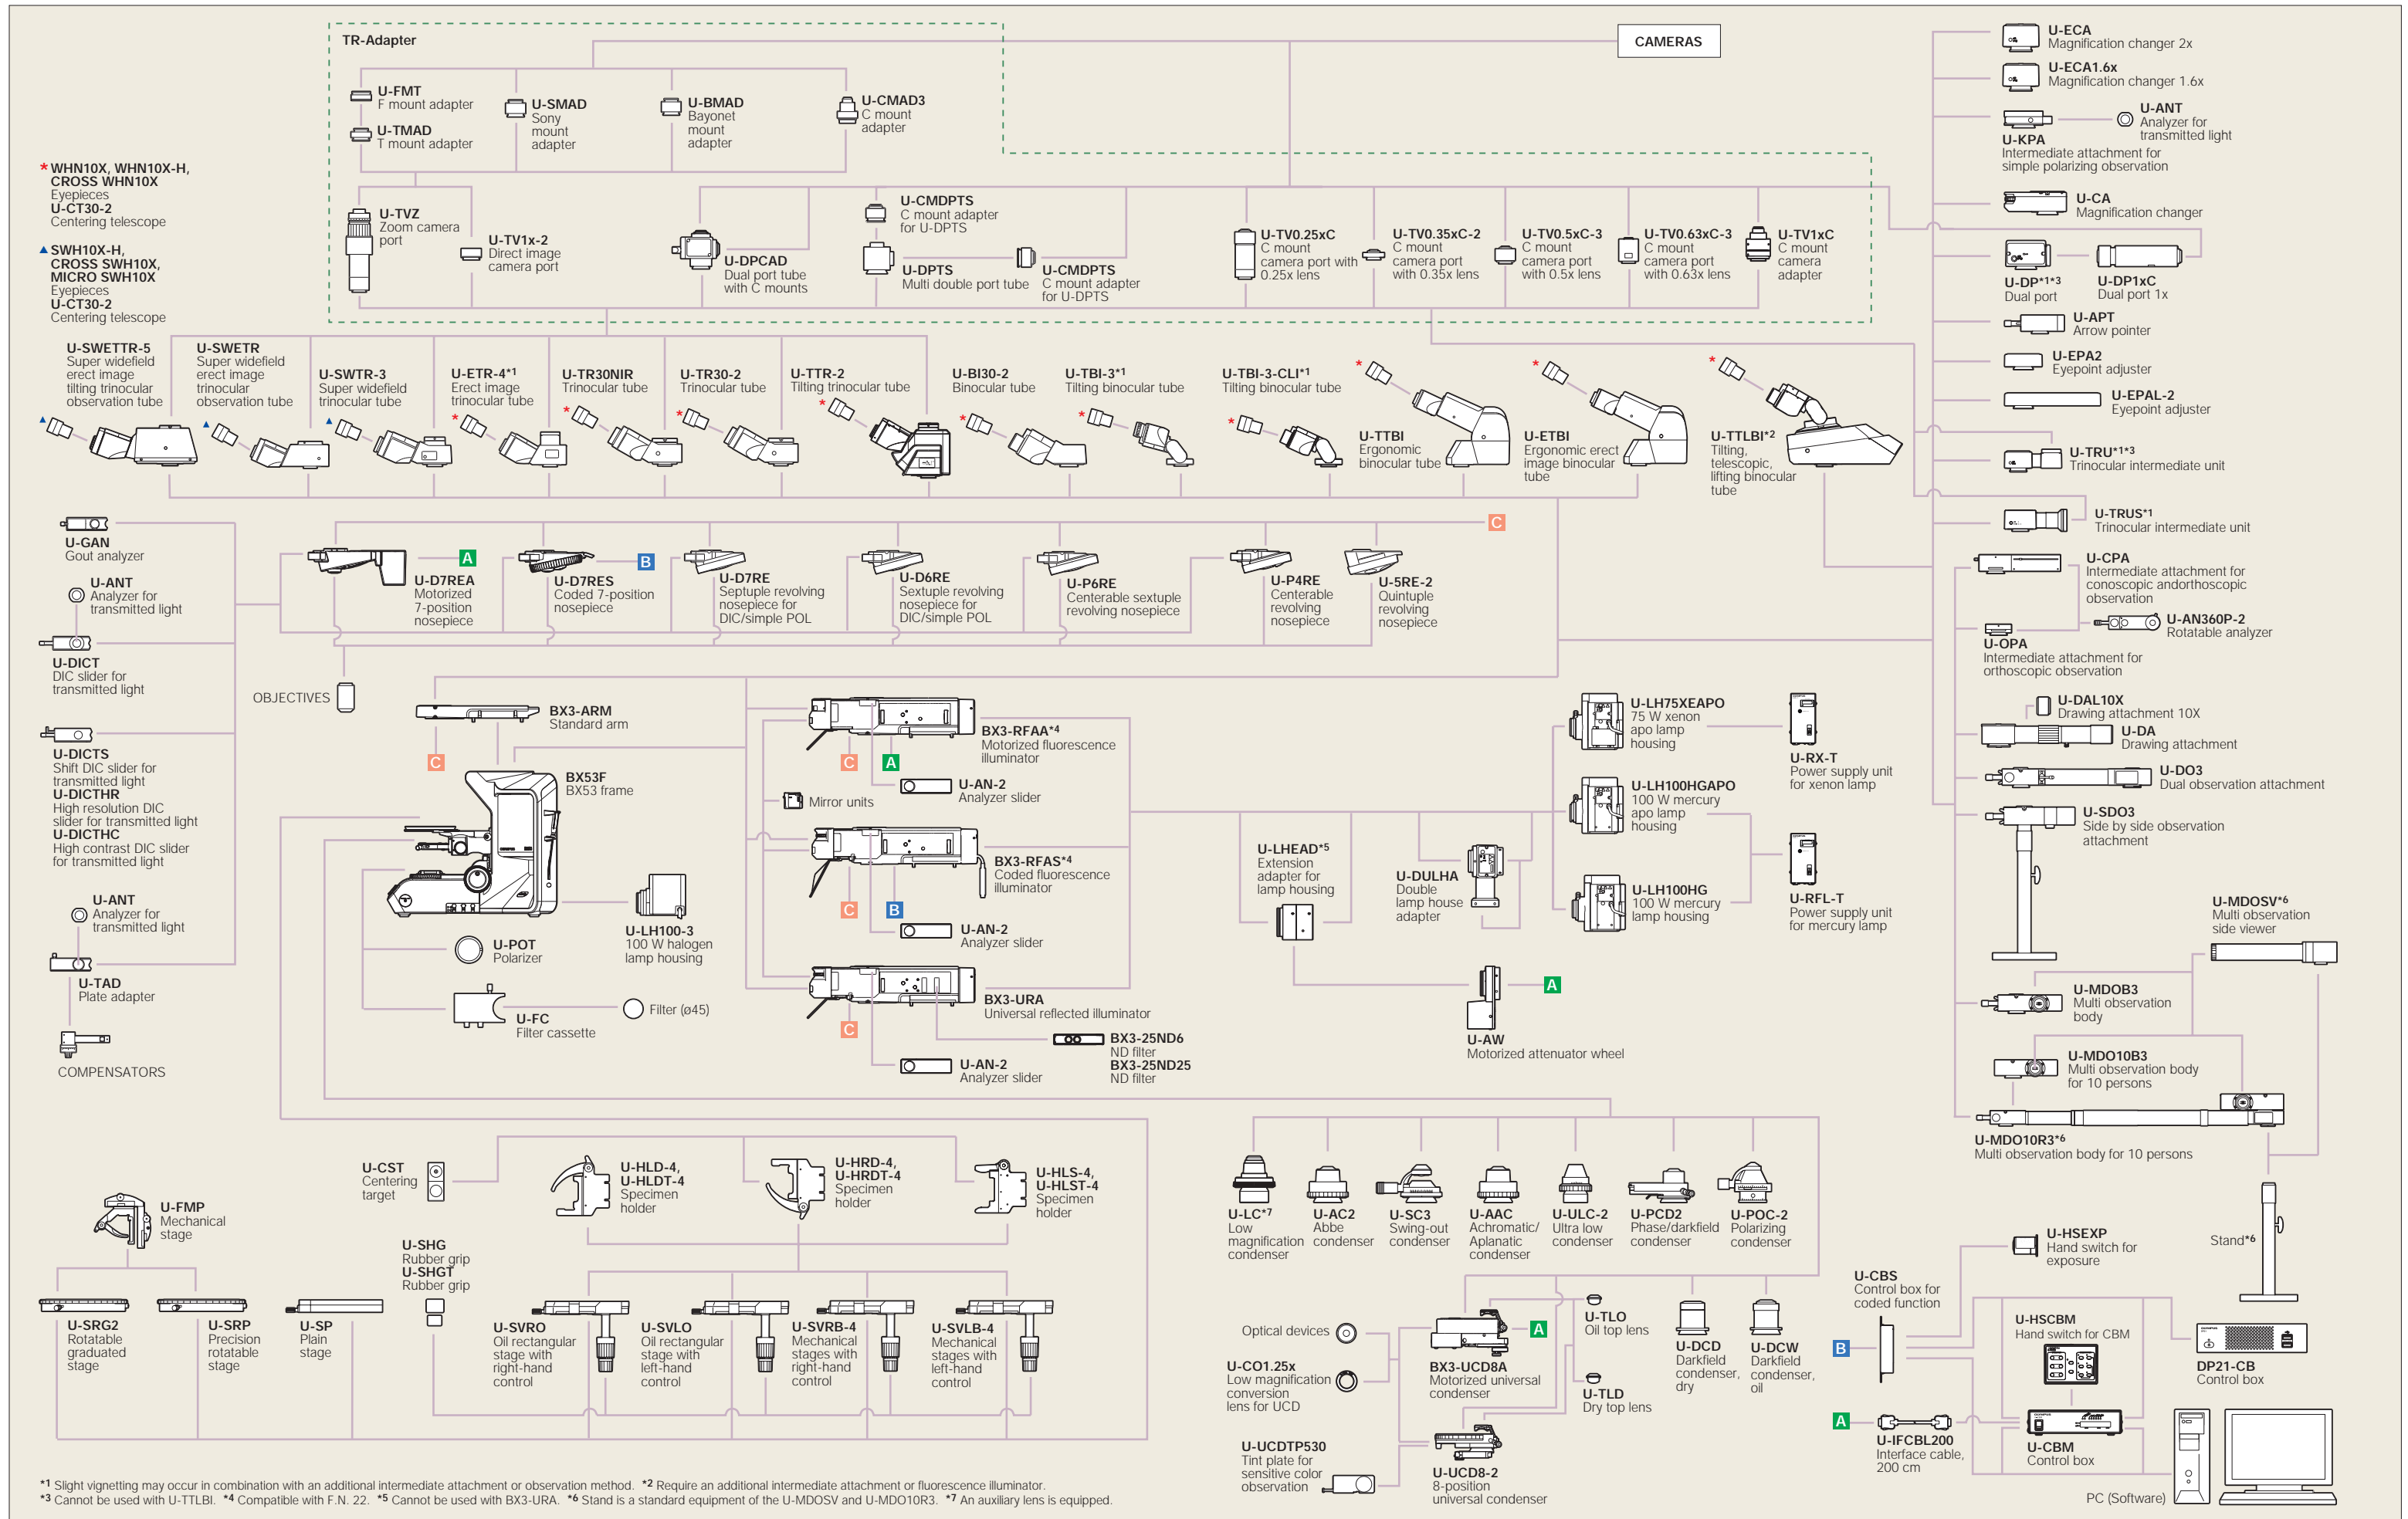 TR-Adapter
CAMERAS
U-FMT
F mount adapter
U-TMAD
T mount adapter
U-SMAD
Sony
mount
adapter
U-BMAD
Bayonet
mount
adapter
U-CMAD3
C mount
adapter
* WHN10X, WHN10X-H,
CROSS WHN10X
Eyepieces
U-CT30-2
Centering telescope
▲ SWH10X-H,
CROSS SWH10X,
MICRO SWH10X
Eyepieces
U-CT30-2
Centering telescope
U-TVZ
Zoom camera
port
U-TV1x-2
Direct image
camera port
U-DPCAD
Dual port tube
with C mounts
U-CMDPTS
C mount adapter
for U-DPTS
U-DPTS
Multi double port tube
U-CMDPTS
C mount adapter
for U-DPTS
U-TV0.25xC
C mount
camera port with
0.25x lens
U-TV0.35xC-2
C mount
camera port
with 0.35x lens
U-TV0.5xC-3
C mount
camera port
with 0.5x lens
U-TV0.63xC-3
C mount
camera port
with 0.63x lens
U-TV1xC
C mount
camera
adapter
U-ECA
Magnification changer 2x
U-ECA1.6x
Magnification changer 1.6x
U-ANT
Analyzer for
transmitted light
U-KPA
Intermediate attachment for
simple polarizing observation
U-CA
Magnification changer
U-DP*1*3
Dual port
U-DP1xC
Dual port 1x
U-APT
Arrow pointer
U-EPA2
Eyepoint adjuster
U-EPAL-2
Eyepoint adjuster
U-TRU*1*3
Trinocular intermediate unit
U-TRUS*1
Trinocular intermediate unit
U-CPA
Intermediate attachment for
conoscopic andorthoscopic
observation
U-AN360P-2
Rotatable analyzer
U-OPA
Intermediate attachment for
orthoscopic observation
U-DAL10X
Drawing attachment 10X
U-DA
Drawing attachment
U-DO3
Dual observation attachment
U-SDO3
Side by side observation
attachment
U-MDOSV*6
Multi observation
side viewer
U-MDOB3
Multi observation
body
U-MDO10B3
Multi observation body
for 10 persons
U-MDO10R3*6
Multi observation body for 10 persons
Stand*6
U-SWETTR-5
Super widefield
erect image
tilting trinocular
observation tube
U-SWETR
Super widefield
erect image
trinocular
observation tube
U-SWTR-3
Super widefield
trinocular tube
U-ETR-4*1
Erect image
trinocular tube
U-TR30NIR
Trinocular tube
U-TR30-2
Trinocular tube
U-TTR-2
Tilting trinocular tube
U-BI30-2
Binocular tube
U-TBI-3*1
Tilting binocular tube
U-TBI-3-CLI*1
Tilting binocular tube
U-TTBI
Ergonomic
binocular tube
U-ETBI
Ergonomic erect
image binocular
tube
U-TTLBI*2
Tilting,
telescopic,
lifting binocular
tube
C
U-GAN
Gout analyzer
U-ANT
Analyzer for
transmitted light
U-DICT
DIC slider for
transmitted light
U-DICTS
Shift DIC slider for
transmitted light
U-DICTHR
High resolution DIC
slider for transmitted light
U-DICTHC
High contrast DIC slider
for transmitted light
U-ANT
Analyzer for
transmitted light
U-TAD
Plate adapter
COMPENSATORS
A
U-D7REA
Motorized
7-position
nosepiece
B
U-D7RES
Coded 7-position
nosepiece
U-D7RE
Septuple revolving
nosepiece for
DIC/simple POL
U-D6RE
Sextuple revolving
nosepiece for
DIC/simple POL
U-P6RE
Centerable sextuple
revolving nosepiece
U-P4RE
Centerable
revolving
nosepiece
U-5RE-2
Quintuple
revolving
nosepiece
OBJECTIVES
BX3-ARM
Standard arm
C
BX53F
BX53 frame
U-LH100-3
100 W halogen
lamp housing
U-POT
Polarizer
U-FC
Filter cassette
Filter (ø45)
BX3-RFAA*4
Motorized fluorescence
illuminator
C
A
U-AN-2
Analyzer slider
Mirror units
BX3-RFAS*4
Coded fluorescence
illuminator
C
B
U-AN-2
Analyzer slider
BX3-URA
Universal reflected illuminator
C
BX3-25ND6
ND filter
BX3-25ND25
ND filter
U-AN-2
Analyzer slider
U-LHEAD*5
Extension
adapter for
lamp housing
U-DULHA
Double
lamp house
adapter
U-LH75XEAPO
75 W xenon
apo lamp
housing
U-LH100HGAPO
100 W mercury
apo lamp
housing
U-LH100HG
100 W mercury
lamp housing
U-RX-T
Power supply unit
for xenon lamp
U-RFL-T
Power supply unit
for mercury lamp
A
U-AW
Motorized attenuator wheel
U-CST
Centering
target
U-HLD-4,
U-HLDT-4
Specimen
holder
U-HRD-4,
U-HRDT-4
Specimen
holder
U-HLS-4,
U-HLST-4
Specimen
holder
U-FMP
Mechanical
stage
U-SHG
Rubber grip
U-SHGT
Rubber grip
U-SRG2
Rotatable
graduated
stage
U-SRP
Precision
rotatable
stage
U-SP
Plain
stage
U-SVRO
Oil rectangular
stage with
right-hand
control
U-SVLO
Oil rectangular
stage with
left-hand
control
U-SVRB-4
Mechanical
stages with
right-hand
control
U-SVLB-4
Mechanical
stages with
left-hand
control
U-LC*7
Low
magnification
condenser
U-AC2
Abbe
condenser
U-SC3
Swing-out
condenser
U-AAC
Achromatic/
Aplanatic
condenser
U-ULC-2
Ultra low
condenser
U-PCD2
Phase/darkfield
condenser
U-POC-2
Polarizing
condenser
Optical devices
U-CO1.25x
Low magnification
conversion
lens for UCD
U-UCDTP530
Tint plate for
sensitive color
observation
A
BX3-UCD8A
Motorized universal
condenser
U-UCD8-2
8-position
universal condenser
U-TLO
Oil top lens
U-TLD
Dry top lens
U-DCD
Darkfield
condenser,
dry
U-DCW
Darkfield
condenser,
oil
U-HSEXP
Hand switch for
exposure
U-CBS
Control box for
coded function
B
U-HSCBM
Hand switch for CBM
DP21-CB
Control box
A
U-IFCBL200
Interface cable,
200 cm
U-CBM
Control box
PC (Software)
*1 Slight vignetting may occur in combination with an additional intermediate attachment or obsevation method. *2 Require an additional intermediate attachment or fluorescence illuminator.
*3 Cannot be used with U-TTLBI. *4 Compatible with F.N. 22. *5 Cannot be used with BX3-URA. *6 Stand is a standard equipment of the U-MDOSV and U-MDO10R3. *7 An auxiliary lens is equipped.